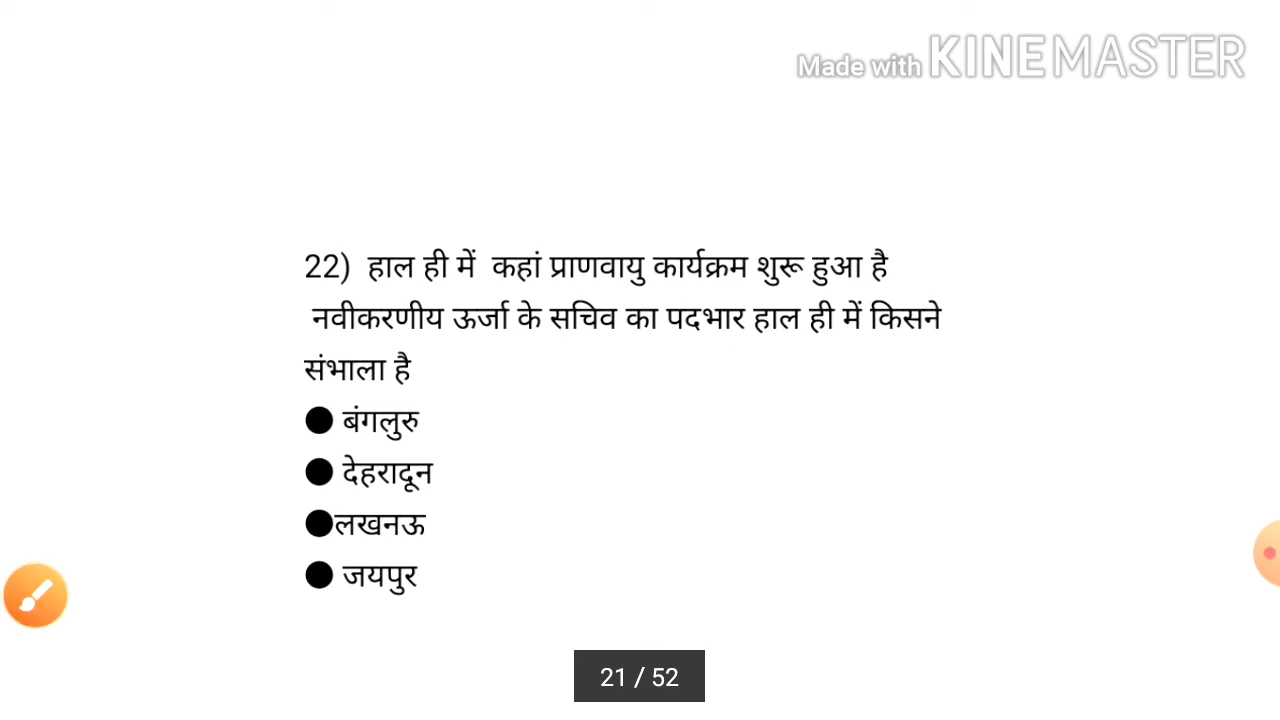 Made with KINEMASTER
22) हाल ही में कहां प्राणवायु कार्यक्रम शुरू हुआ है
नवीकरणीय ऊर्जा के सचिव का पदभार हाल ही में किसने
संभाला है
● बंगलुरु
● देहरादून
●लखनऊ
● जयपुर
21 / 52